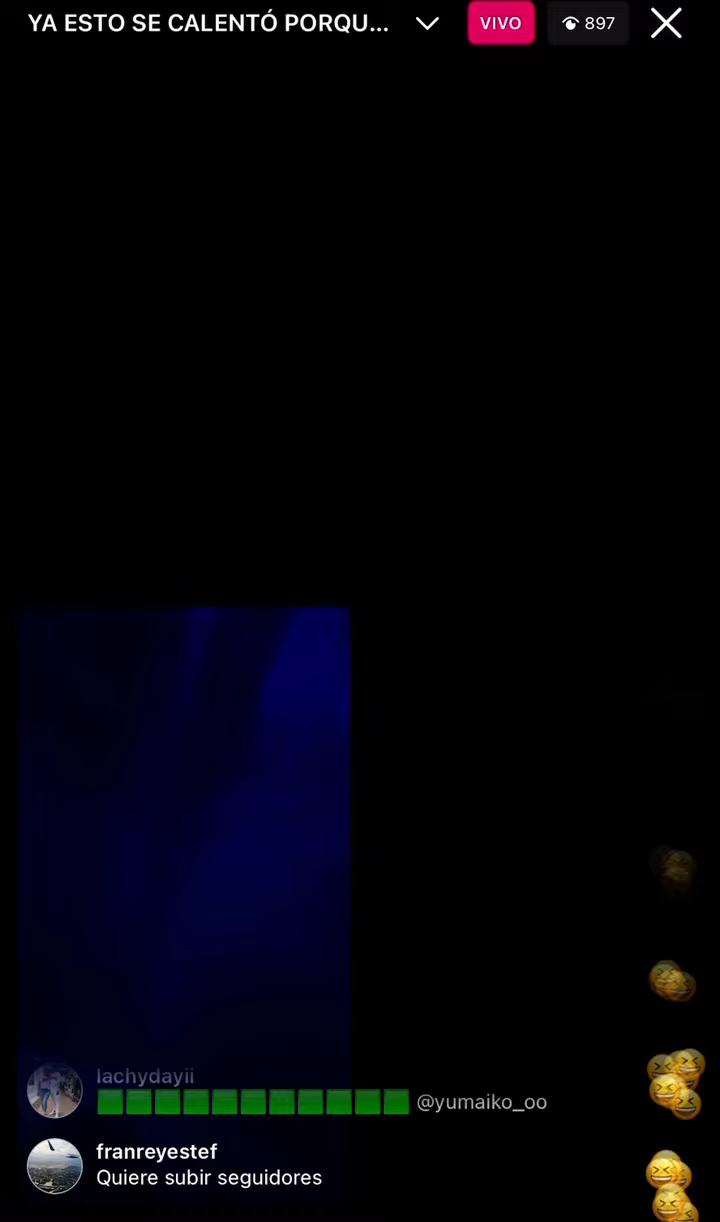 YA ESTO SE CALENTÓ PORQU...
VIVO
897
lachydayii
@yumaiko_oo
franreyestef
Quiere subir seguidores